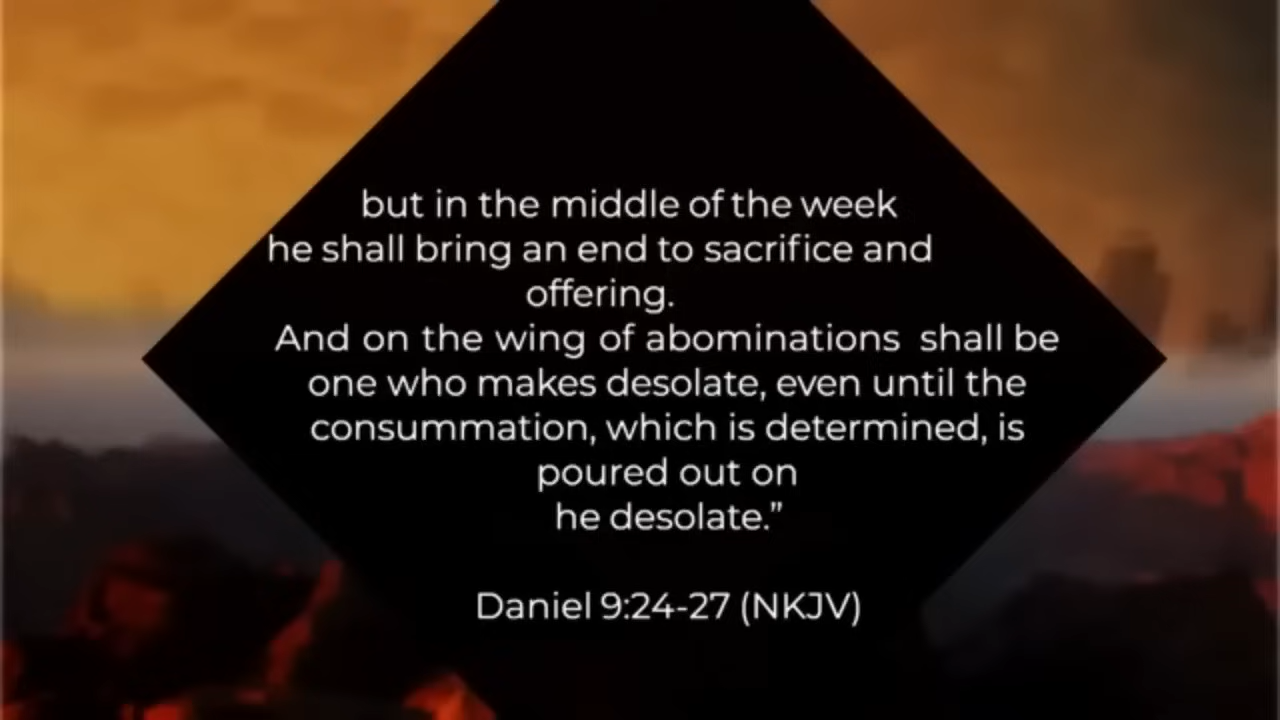 but in the middle of the week
he shall bring an end to sacrifice and
offering.
And on the wing of abominations shall be
one who makes desolate, even until the
consummation, which is determined, is
poured out on
he desolate.”
Daniel 9:24-27 (NKJV)